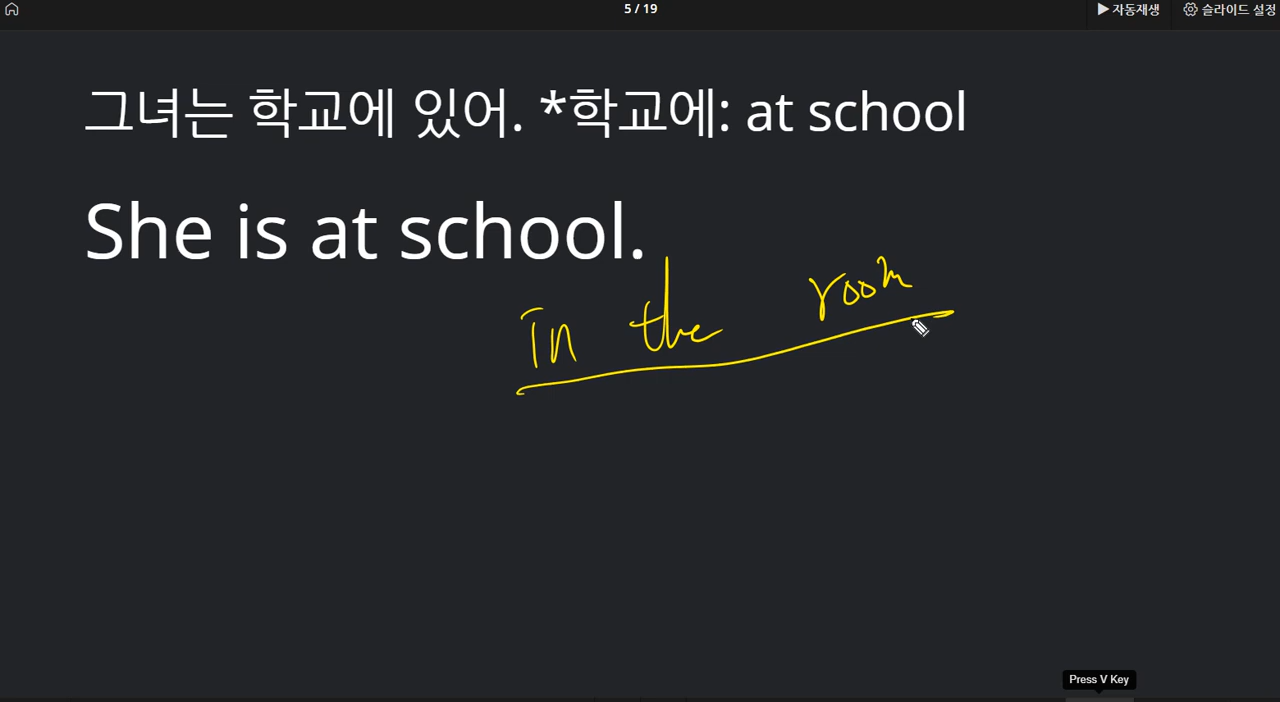 5 / 19
▶ 자동재생
슬라이드 설정
그녀는 학교에 있어. *학교에: at school
She is at school.
in the room
Press V Key